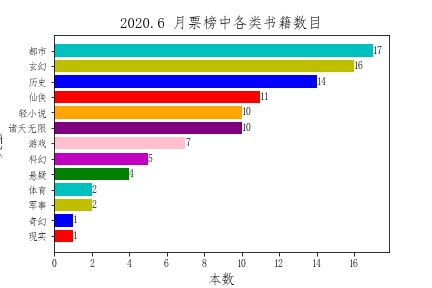 2020.6 月票榜中各类书籍数目
都市 17
玄幻 16
历史 14
仙侠 11
轻小说 10
诸天无限 10
游戏 7
科幻 5
悬疑 4
体育 2
军事 2
奇幻 1
现实 1
0 2 4 6 8 10 12 14 16
本数